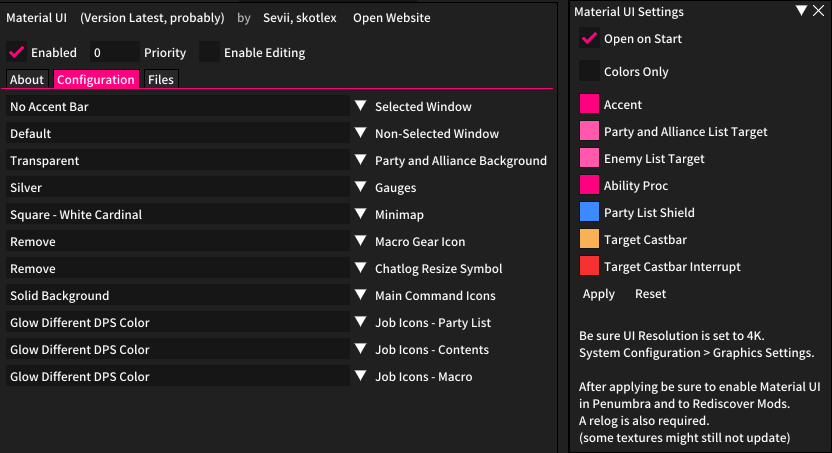 Material UI (Version Latest, probably) by Sevii, skotlex Open Website
Enabled 0 Priority Enable Editing
About Configuration Files
No Accent Bar Selected Window
Default Non-Selected Window
Transparent Party and Alliance Background
Silver Gauges
Square - White Cardinal Minimap
Remove Macro Gear Icon
Remove Chatlog Resize Symbol
Solid Background Main Command Icons
Glow Different DPS Color Job Icons - Party List
Glow Different DPS Color Job Icons - Contents
Glow Different DPS Color Job Icons - Macro
Material UI Settings
Open on Start
Colors Only
Accent
Party and Alliance List Target
Enemy List Target
Ability Proc
Party List Shield
Target Castbar
Target Castbar Interrupt
Apply Reset
Be sure UI Resolution is set to 4K.
System Configuration > Graphics Settings.
After applying be sure to enable Material UI
in Penumbra and to Rediscover Mods.
A relog is also required.
(some textures might still not update)